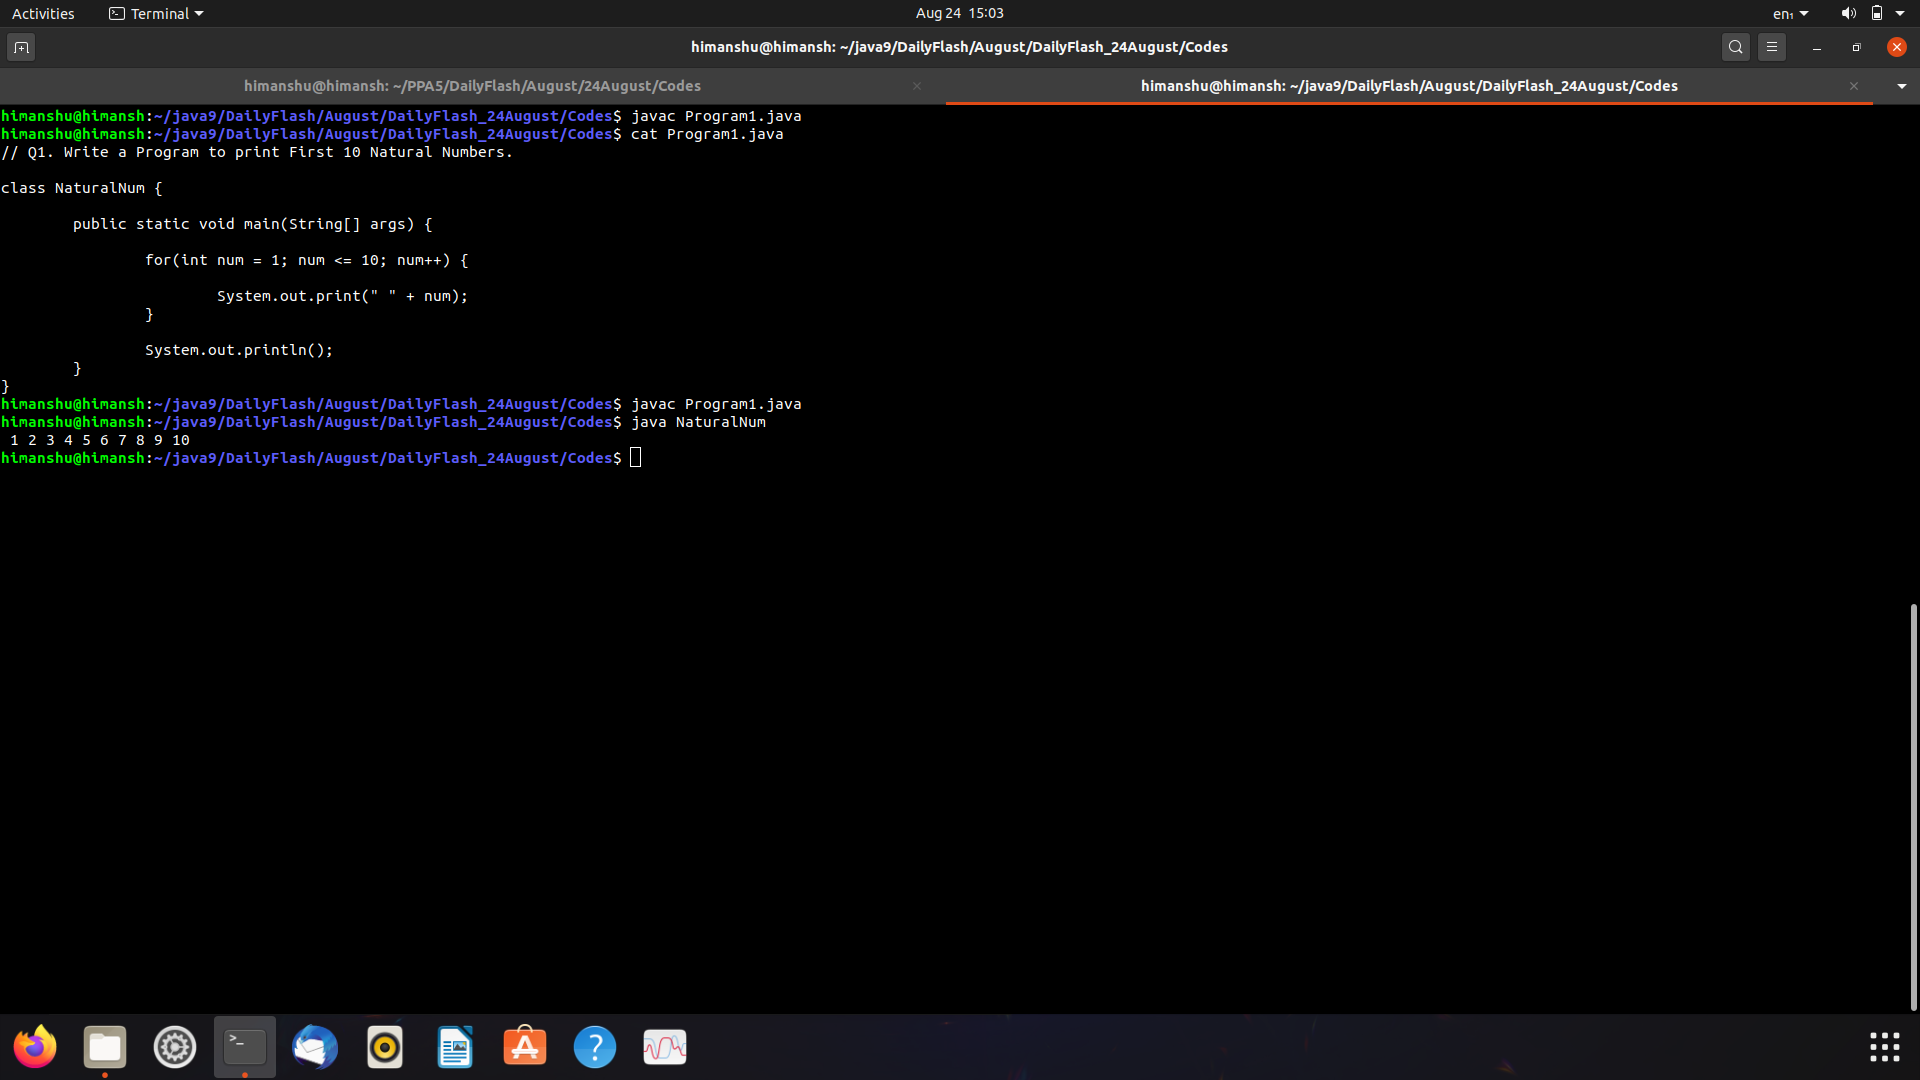 Activities Terminal Aug 24 15:03 en₁
himanshu@himansh: ~/java9/DailyFlash/August/DailyFlash_24August/Codes
himanshu@himansh: ~/PPA5/DailyFlash/August/24August/Codes himanshu@himansh: ~/java9/DailyFlash/August/DailyFlash_24August/Codes
himanshu@himansh:~/java9/DailyFlash/August/DailyFlash_24August/Codes$ javac Program1.java
himanshu@himansh:~/java9/DailyFlash/August/DailyFlash_24August/Codes$ cat Program1.java
// Q1. Write a Program to print First 10 Natural Numbers.
class NaturalNum {
public static void main(String[] args) {
for(int num = 1; num <= 10; num++) {
System.out.print(" " + num);
}
System.out.println();
}
}
himanshu@himansh:~/java9/DailyFlash/August/DailyFlash_24August/Codes$ javac Program1.java
himanshu@himansh:~/java9/DailyFlash/August/DailyFlash_24August/Codes$ java NaturalNum
1 2 3 4 5 6 7 8 9 10
himanshu@himansh:~/java9/DailyFlash/August/DailyFlash_24August/Codes$